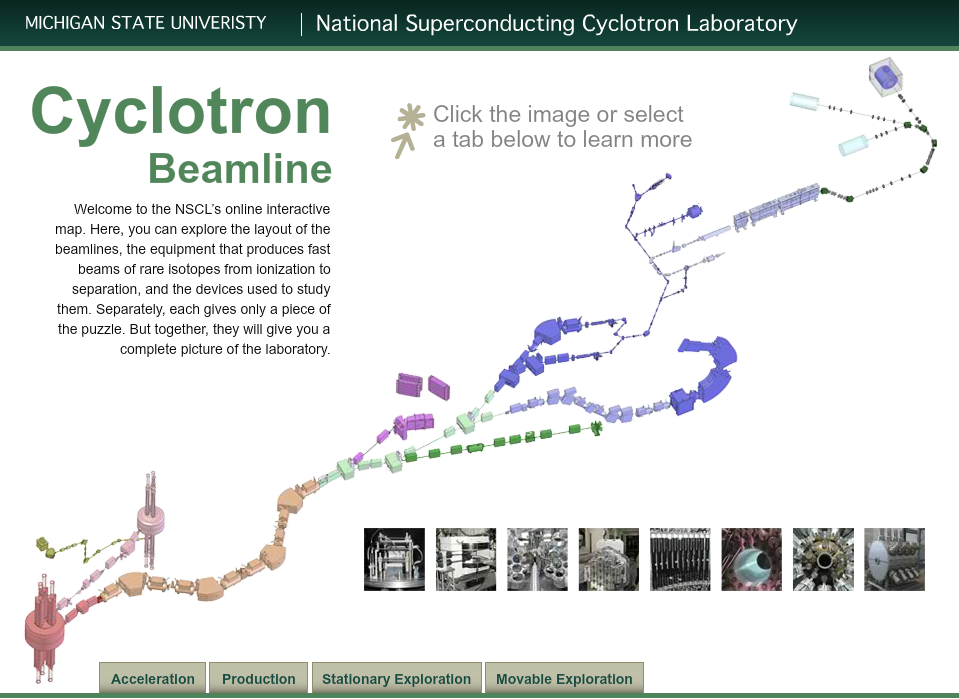 MICHIGAN STATE UNIVERISTY
National Superconducting Cyclotron Laboratory
Cyclotron
Beamline
Click the image or select
a tab below to learn more
Welcome to the NSCL's online interactive
map. Here, you can explore the layout of the
beamlines, the equipment that produces fast
beams of rare isotopes from ionization to
separation, and the devices used to study
them. Separately, each gives only a piece of
the puzzle. But together, they will give you a
complete picture of the laboratory.
Acceleration
Production
Stationary Exploration
Movable Exploration